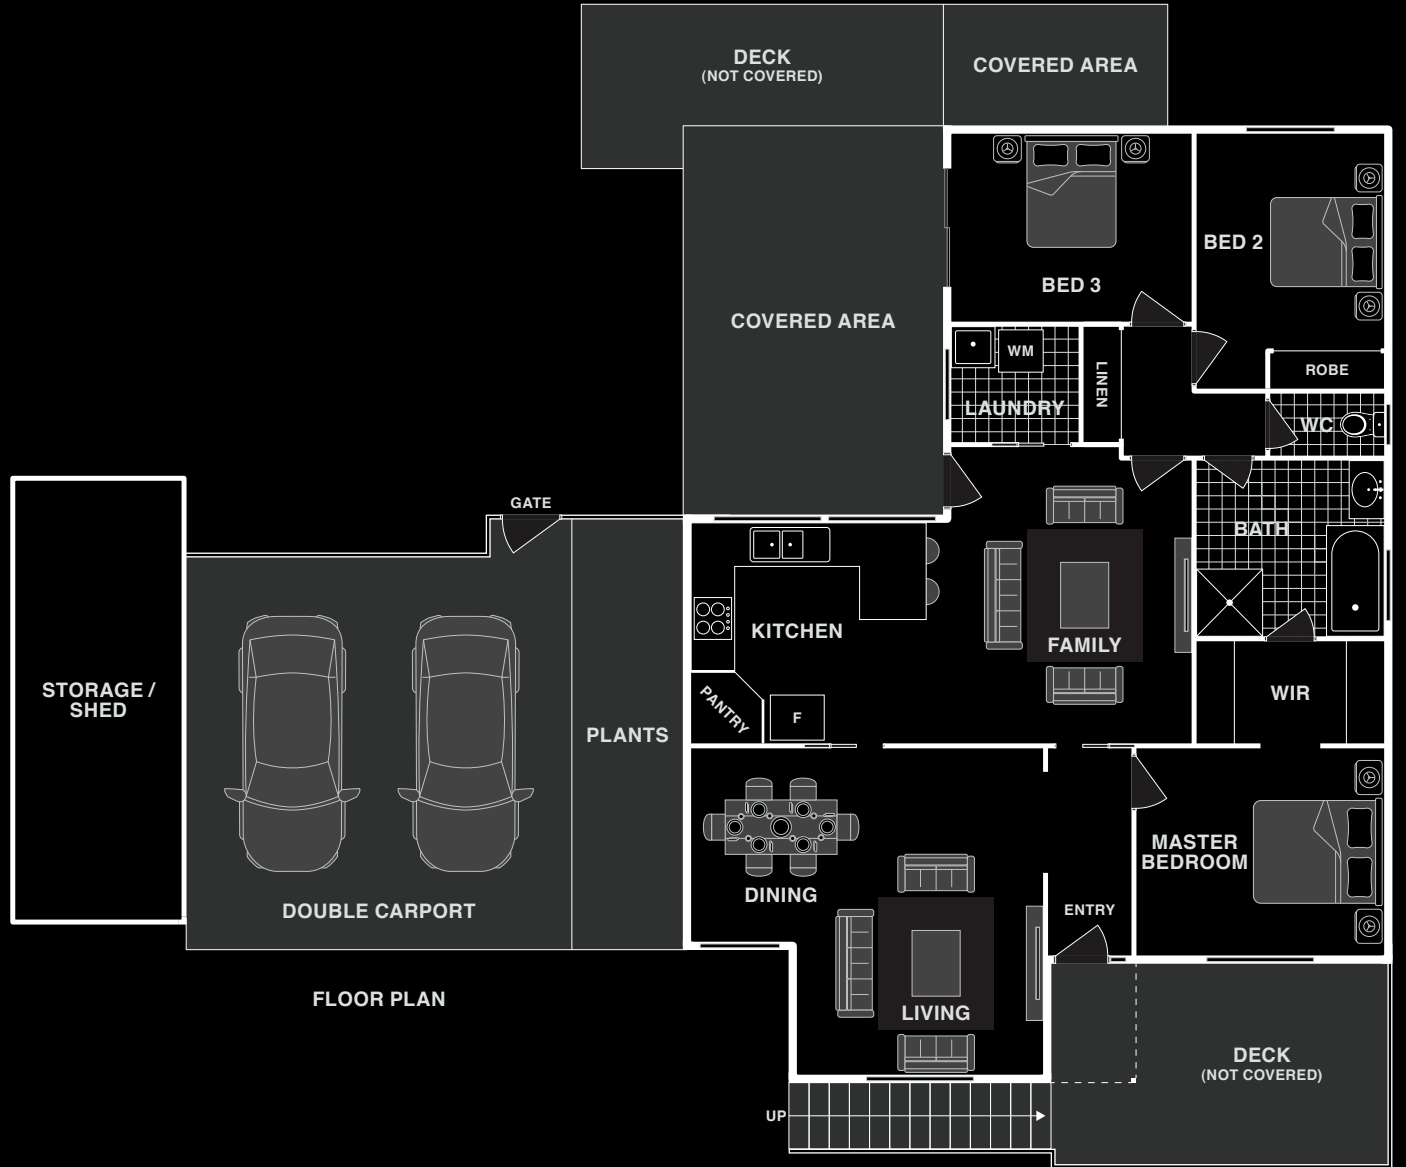 DECK
(NOT COVERED)
COVERED AREA
BED 2
BED 3
COVERED AREA
WM
LINEN
ROBE
LAUNDRY
WC
GATE
BATH
KITCHEN
FAMILY
STORAGE /
SHED
WIR
PANTRY
F
PLANTS
MASTER
BEDROOM
DINING
DOUBLE CARPORT
ENTRY
FLOOR PLAN
LIVING
DECK
(NOT COVERED)
UP